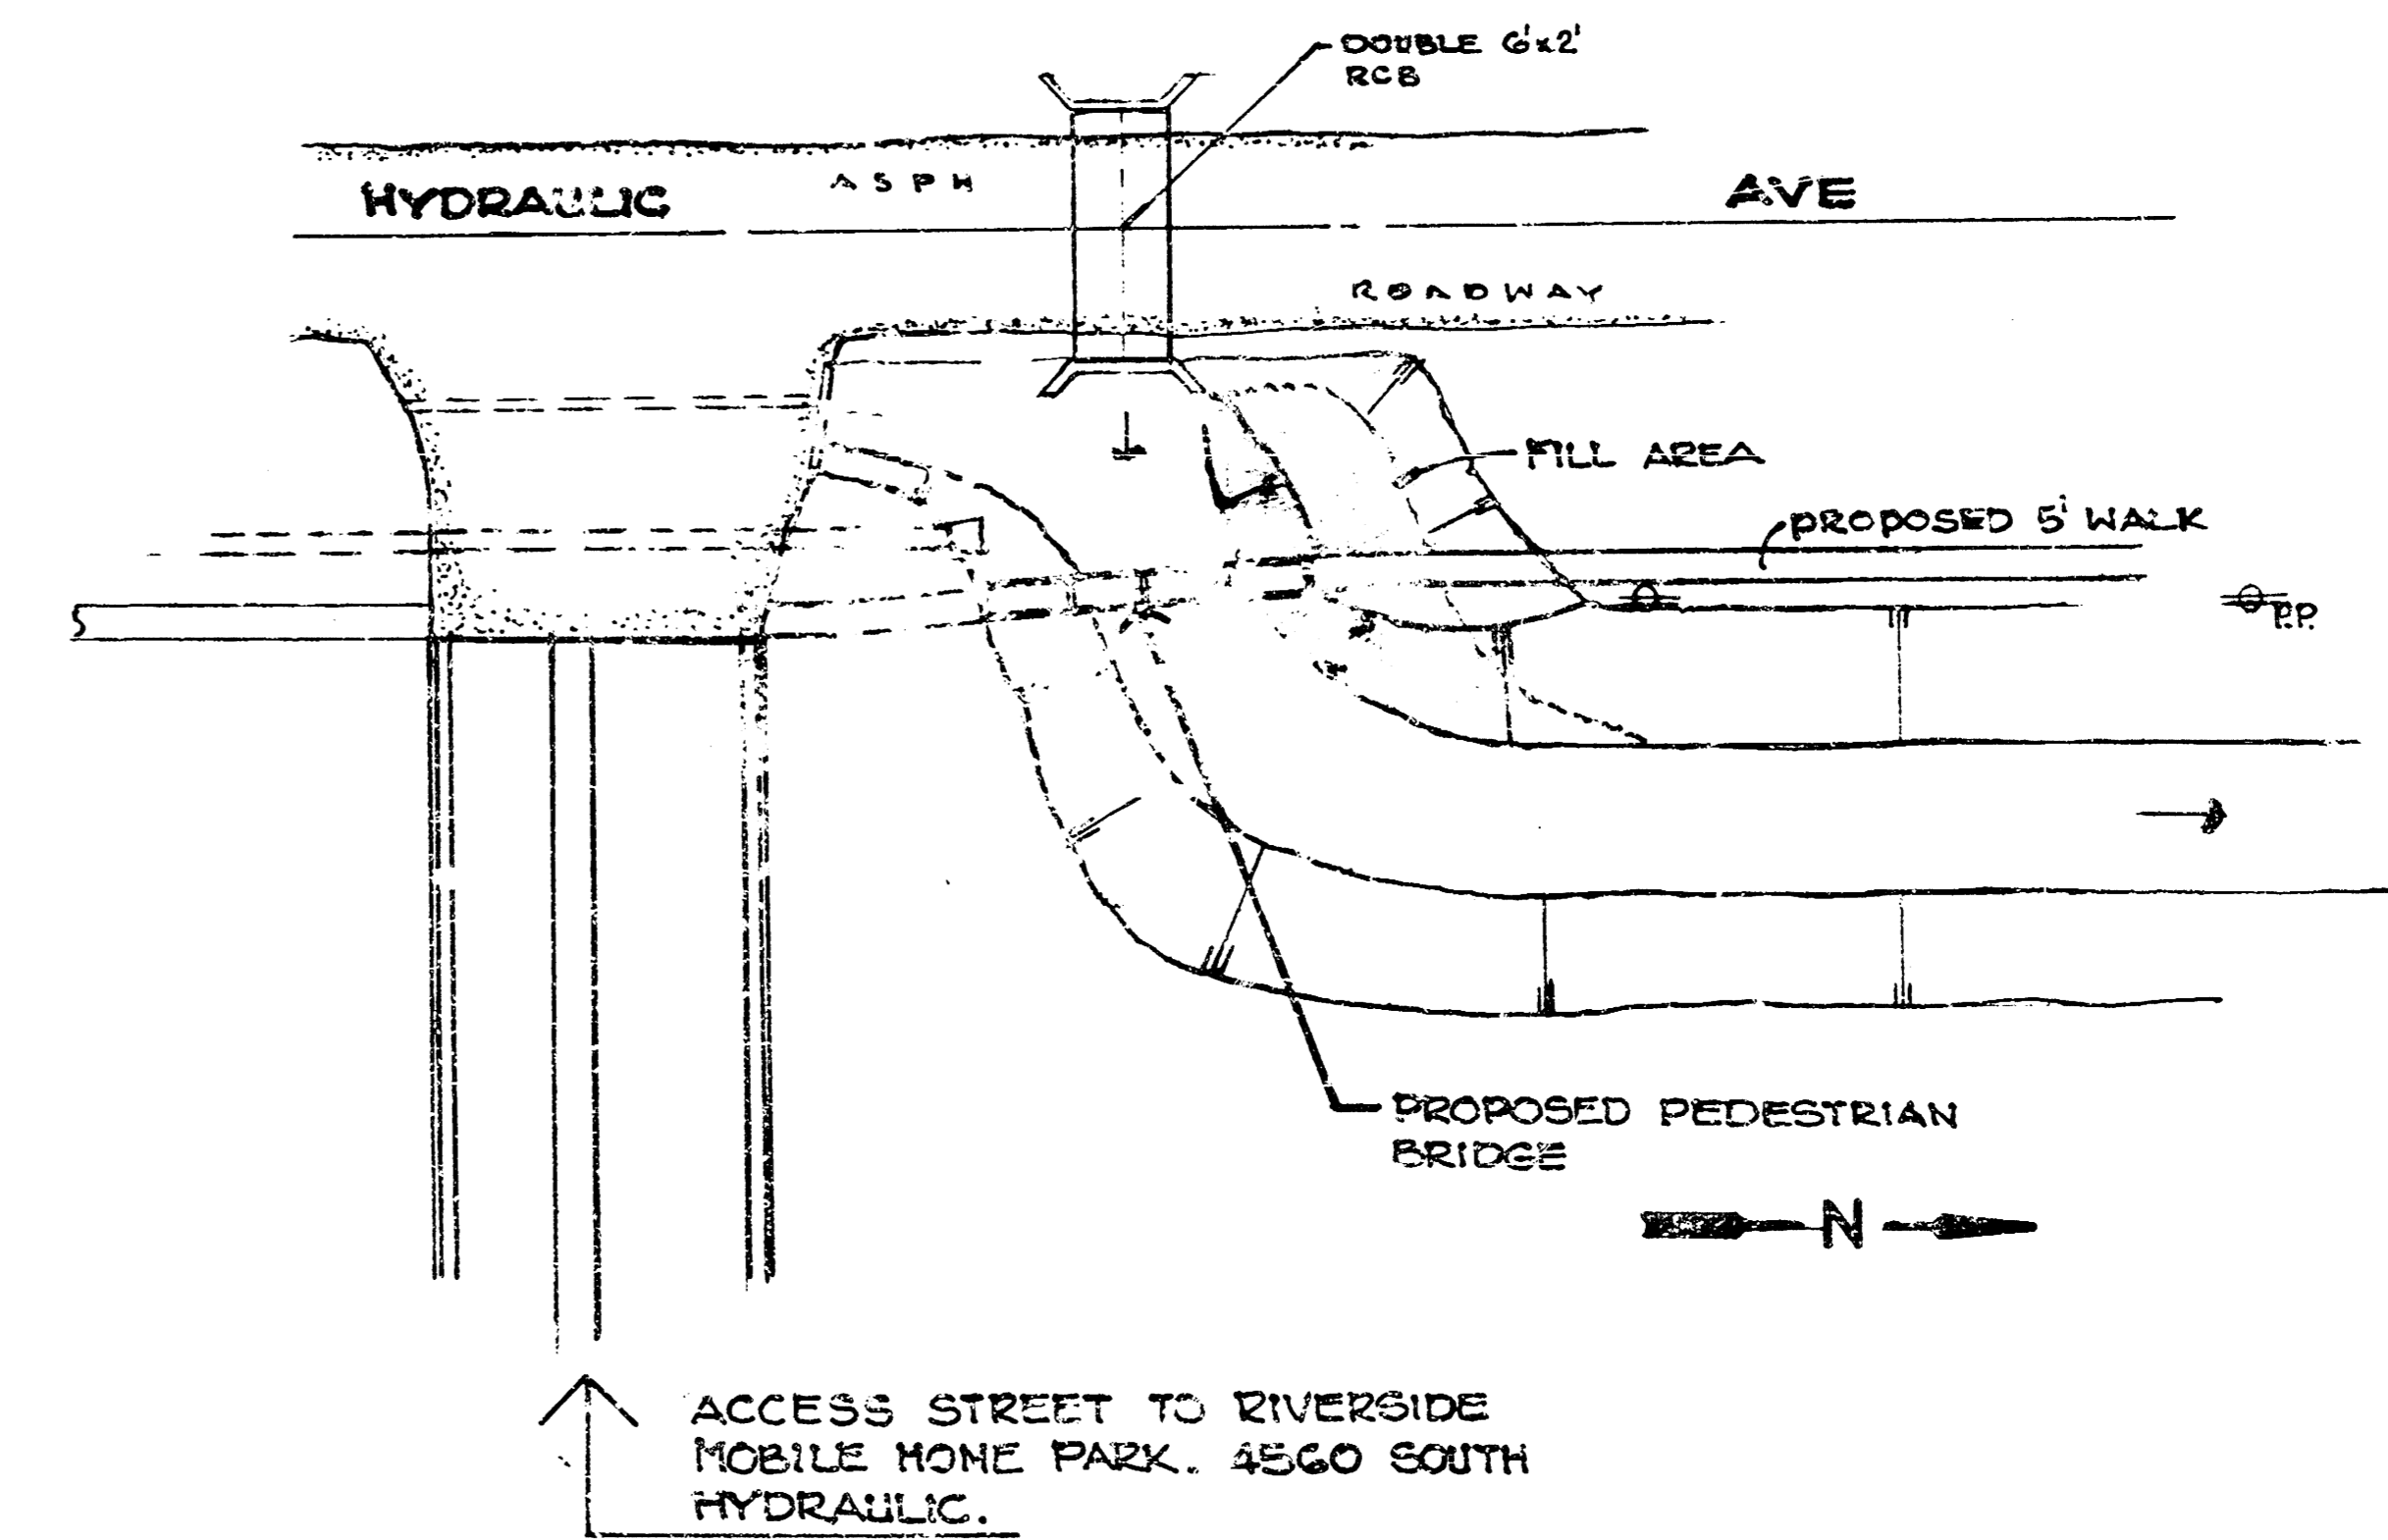 DOUBLE 6'x2'
RCB
HYDRAULIC
ASPH
AVE
ROADWAY
FILL AREA
PROPOSED 5' WALK
P.P.
PROPOSED PEDESTRIAN
BRIDGE
N
ACCESS STREET TO RIVERSIDE
MOBILE HOME PARK. 4560 SOUTH
HYDRAULIC.